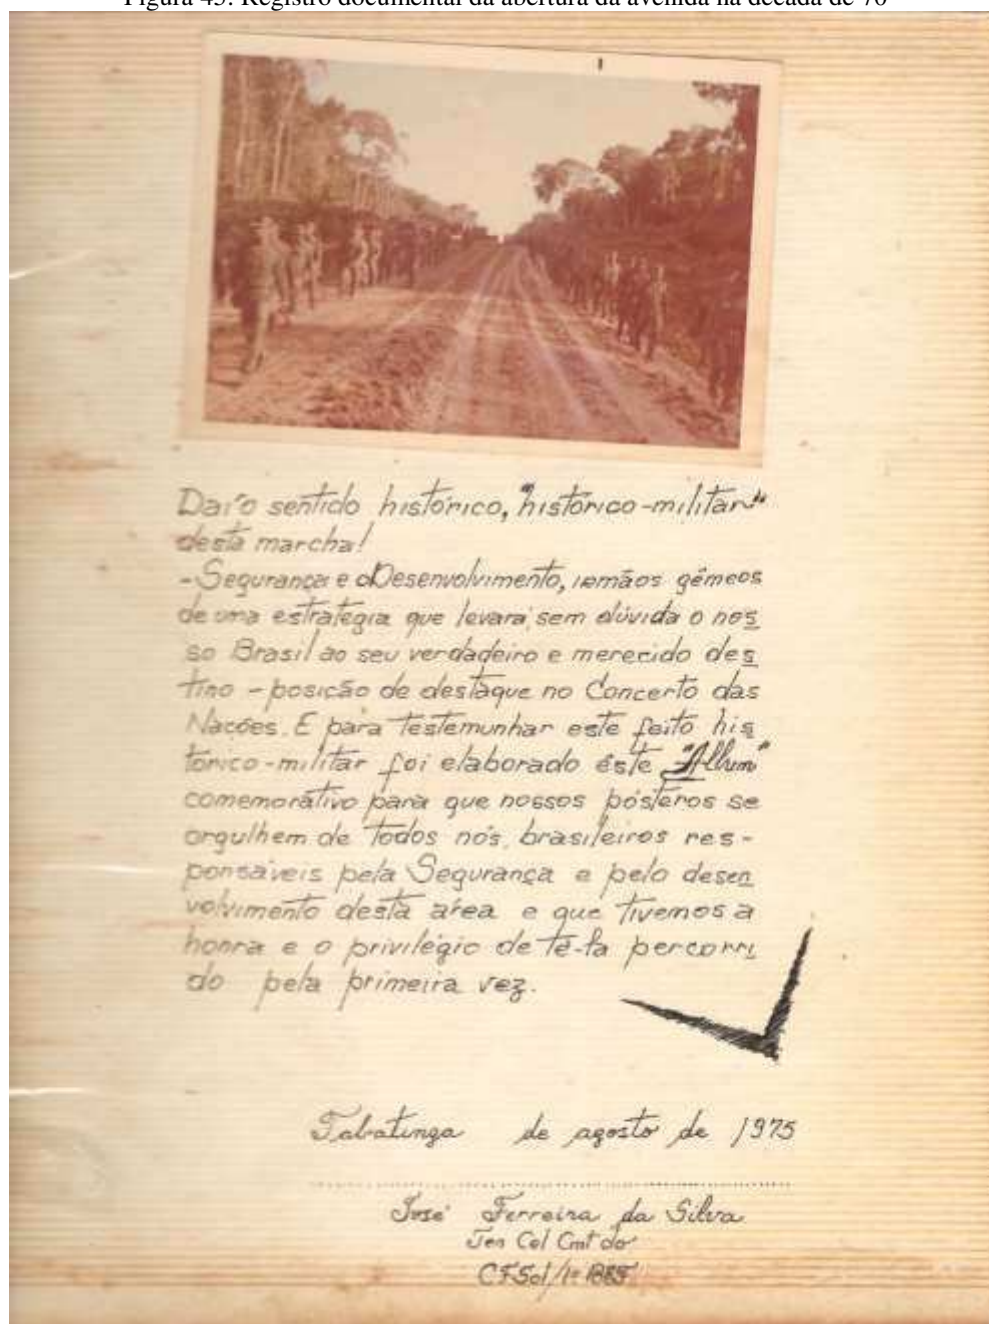 Figura 43: Registro documental da abertura da avenida na década de 70
Daí o sentido histórico, "histórico-militar"
desta marcha!
-Segurança e o Desenvolvimento, irmãos gêmeos
de uma estratégia que levará, sem dúvida o nos
so Brasil ao seu verdadeiro e merecido des
tino - posição de destaque no Concerto das
Nações. E para testemunhar este feito his
tórico-militar foi elaborado éste "Album"
comemorativo para que nossos pósteros se
orgulhem de todos nós, brasileiros res-
ponsáveis pela Segurança e pelo desen
volvimento desta área e que tivemos a
honra e o privilégio de tê-la percorri
do pela primeira vez.
Tabatinga de agosto de 1975
José Ferreira da Silva
Ten Cel Cmt do
CFSol/1º